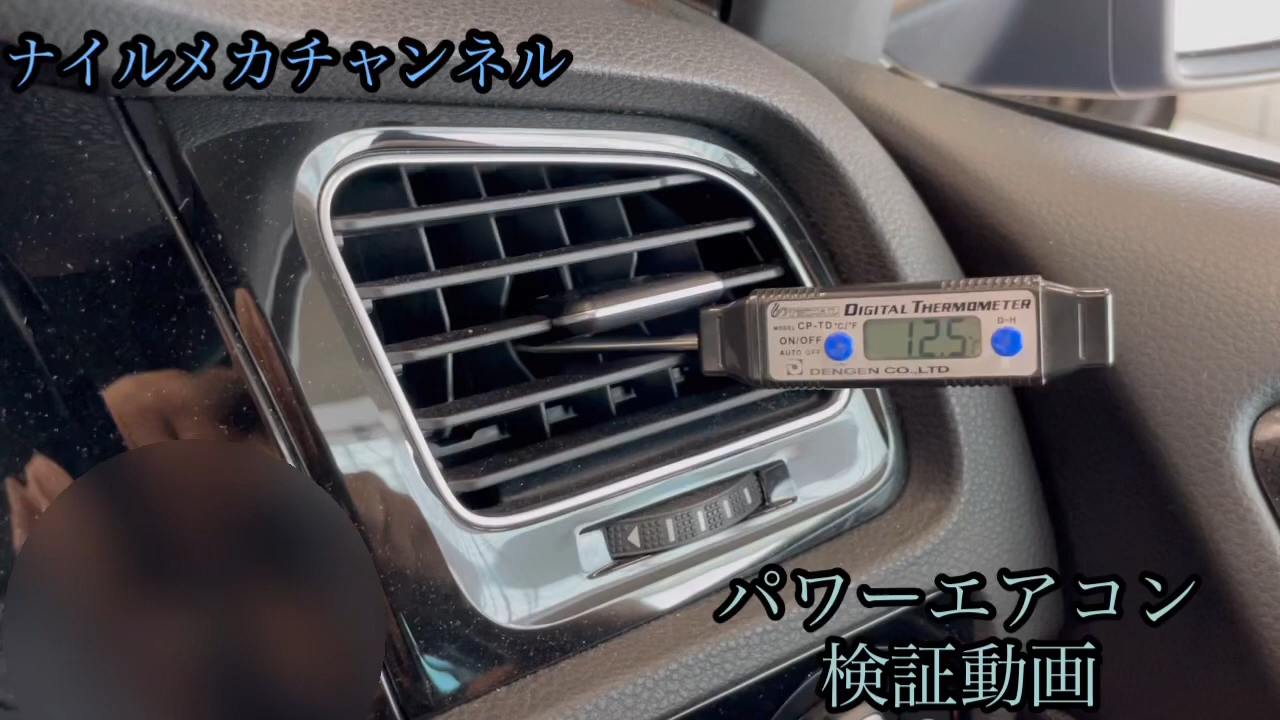 ナイルメカチャンネル
DIGITAL THERMOMETER
MODEL CP-TD °C/°F
D-H
ON/OFF
12.5°C
AUTO OFF
DENGEN CO.,LTD
パワーエアコン
検証動画